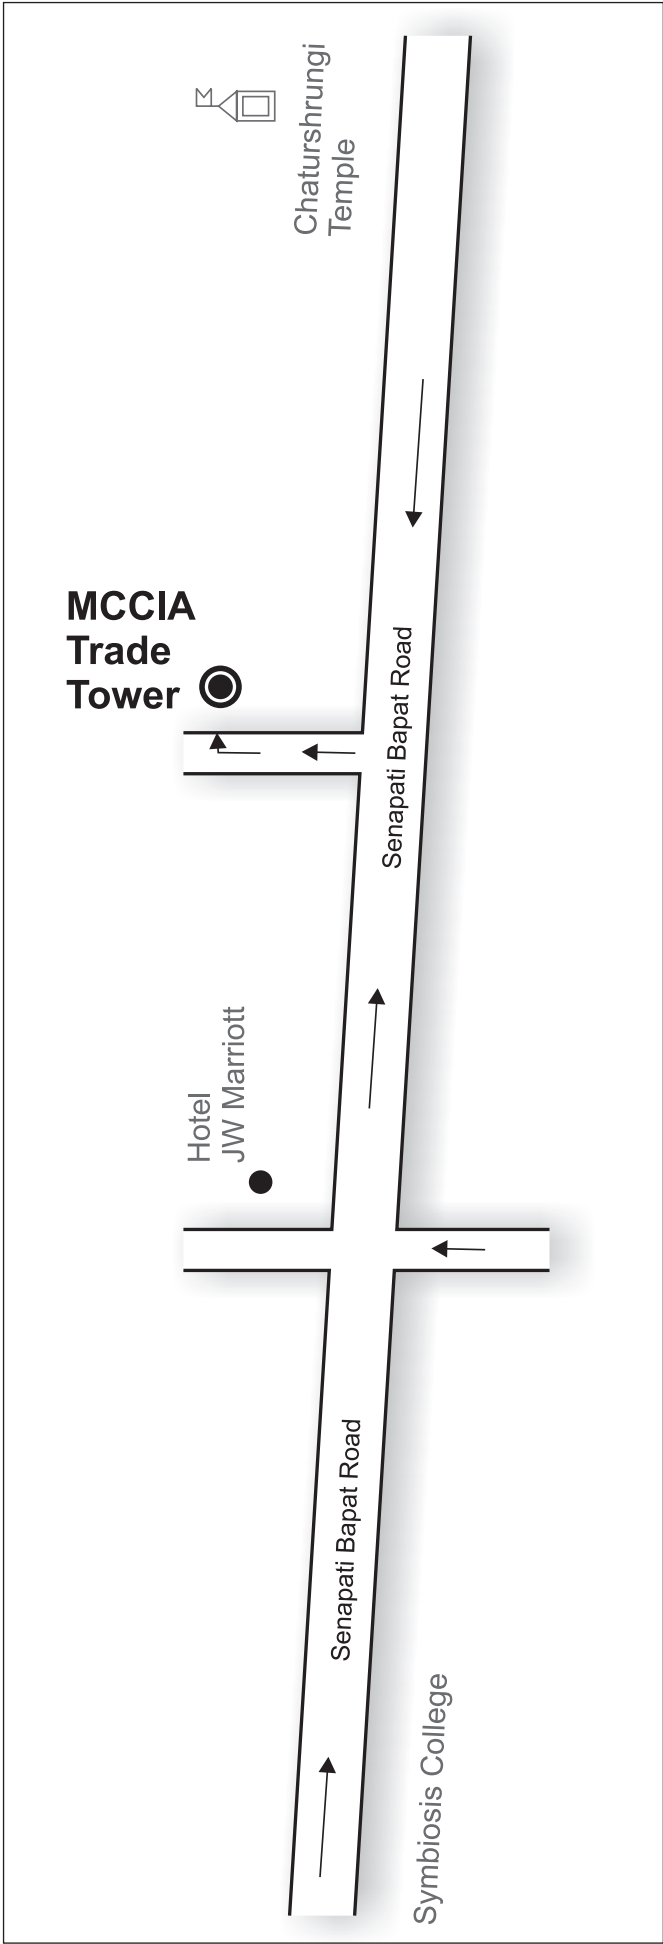 Chaturshrungi
Temple
MCCIA
Trade
Tower
Senapati Bapat Road
Hotel
JW Marriott
Senapati Bapat Road
Symbiosis College